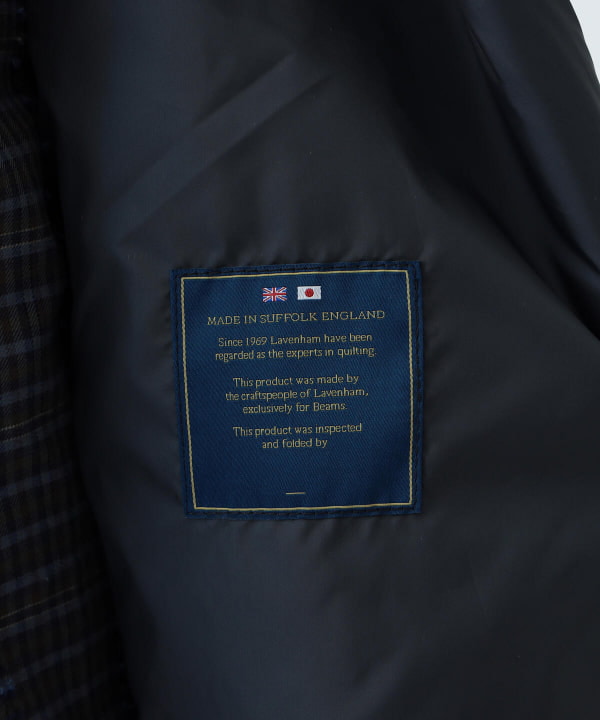 MADE IN SUFFOLK ENGLAND
Since 1969 Lavenham have been
regarded as the experts in quilting.
This product was made by
the craftspeople of Lavenham,
exclusively for Beams.
This product was inspected
and folded by